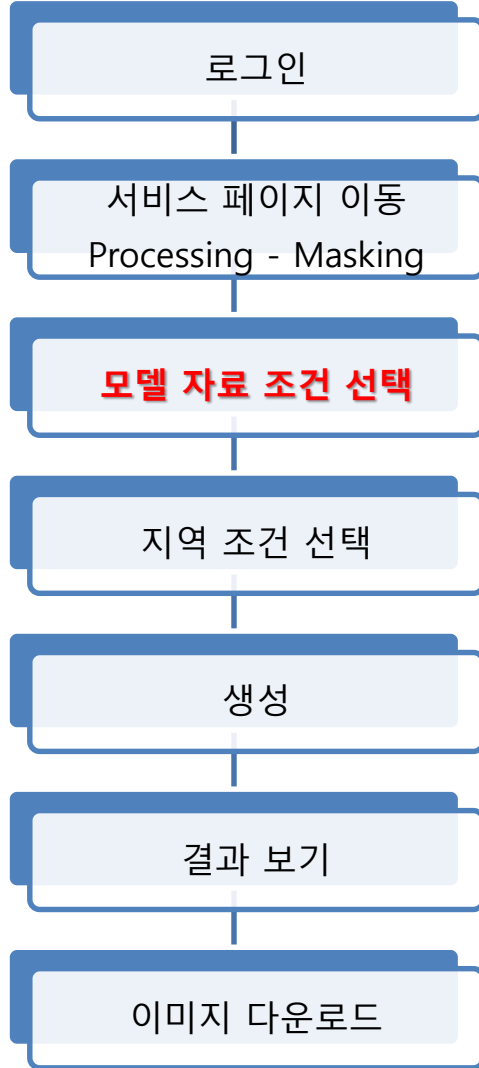 로그인
서비스 페이지 이동
Processing - Masking
모델 자료 조건 선택
지역 조건 선택
생성
결과 보기
이미지 다운로드